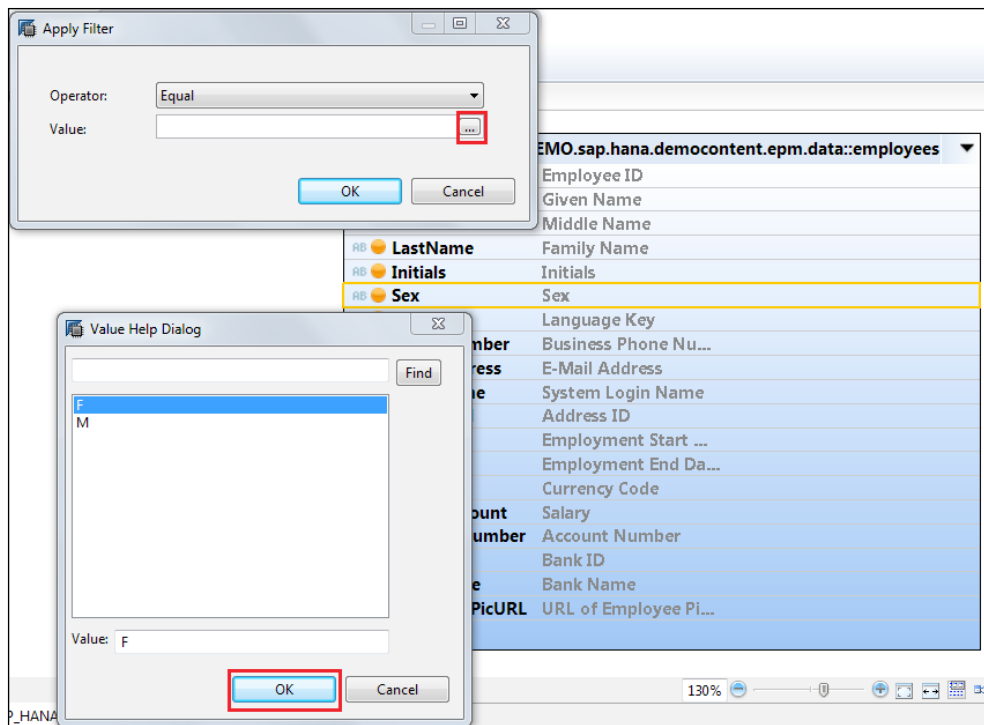 Apply Filter
Operator: Equal
Value: ...
OK Cancel
EMO.sap.hana.democontent.epm.data::employees
Employee ID
Given Name
Middle Name
AB LastName Family Name
AB Initials Initials
AB Sex Sex
Language Key
mber Business Phone Nu...
ress E-Mail Address
ne System Login Name
Address ID
Employment Start ...
Employment End Da...
Currency Code
ount Salary
umber Account Number
Bank ID
e Bank Name
PicURL URL of Employee Pi...
Value Help Dialog
Find
F
M
Value: F
OK Cancel
130%
P_HANA